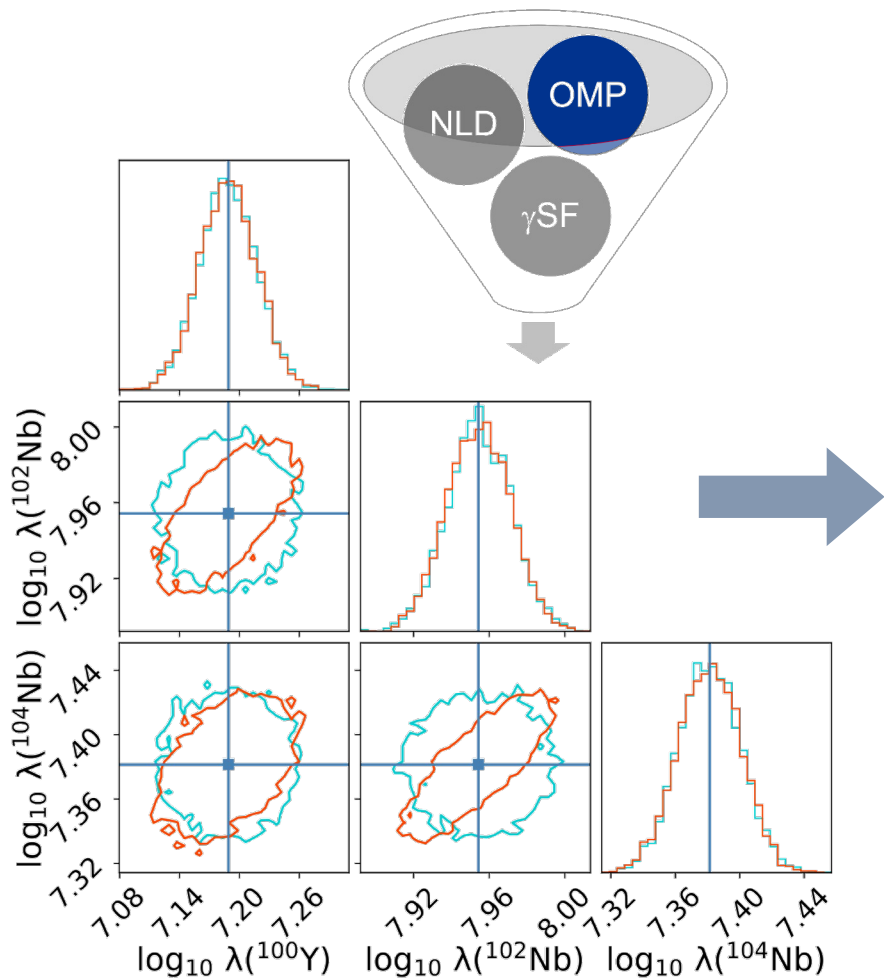 OMP
NLD
γSF
log₁₀ λ(¹⁰²Nb)
8.00
7.96
7.92
log₁₀ λ(¹⁰⁴Nb)
7.44
7.40
7.36
7.32
7.08 7.14 7.20 7.26
7.92 7.96 8.00
7.32 7.36 7.40 7.44
log₁₀ λ(¹⁰⁰Y) log₁₀ λ(¹⁰²Nb) log₁₀ λ(¹⁰⁴Nb)